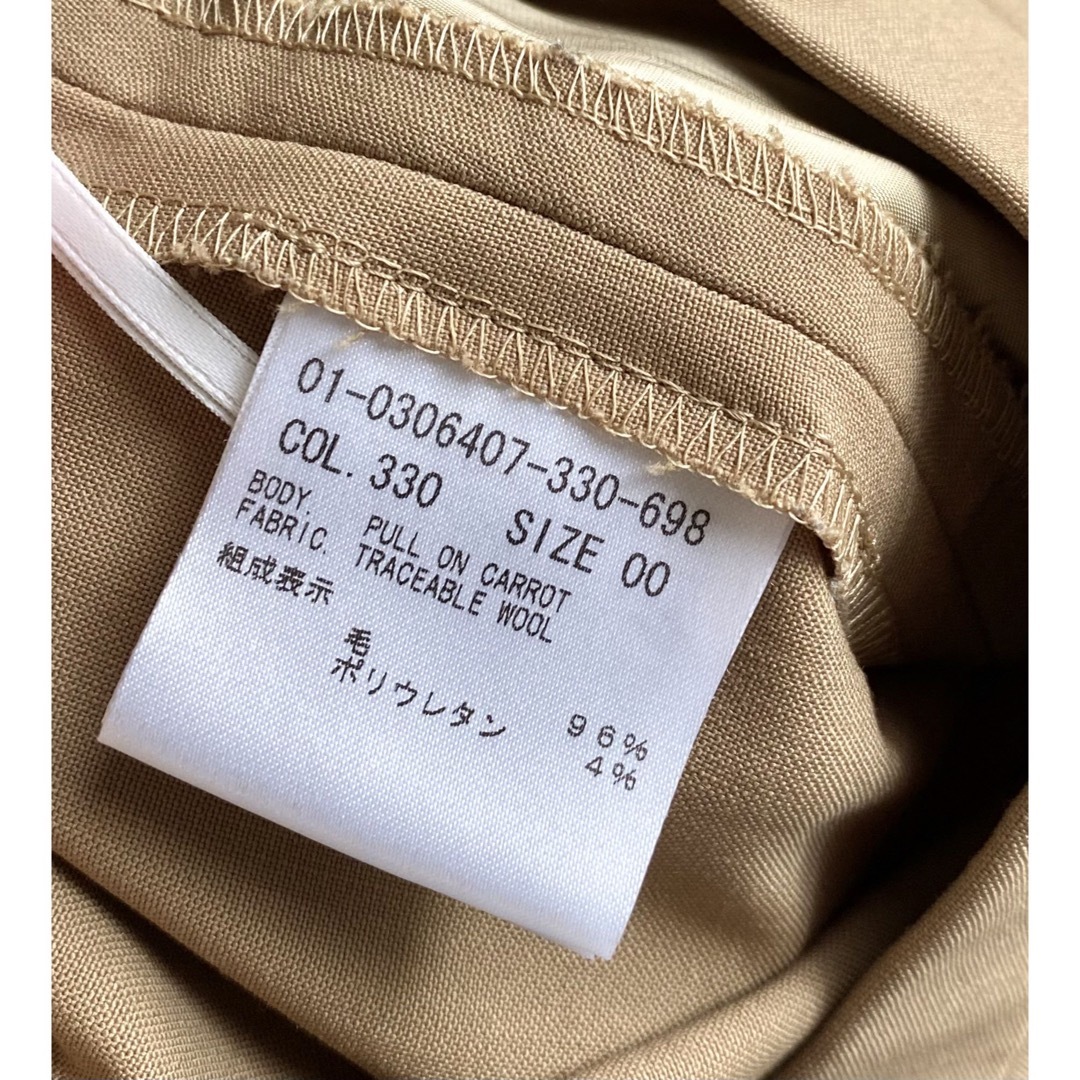 01-0306407-330-698
COL. 330 SIZE 00
BODY. PULL ON CARROT
FABRIC. TRACEABLE WOOL
組成表示
毛 96%
ポリウレタン 4%